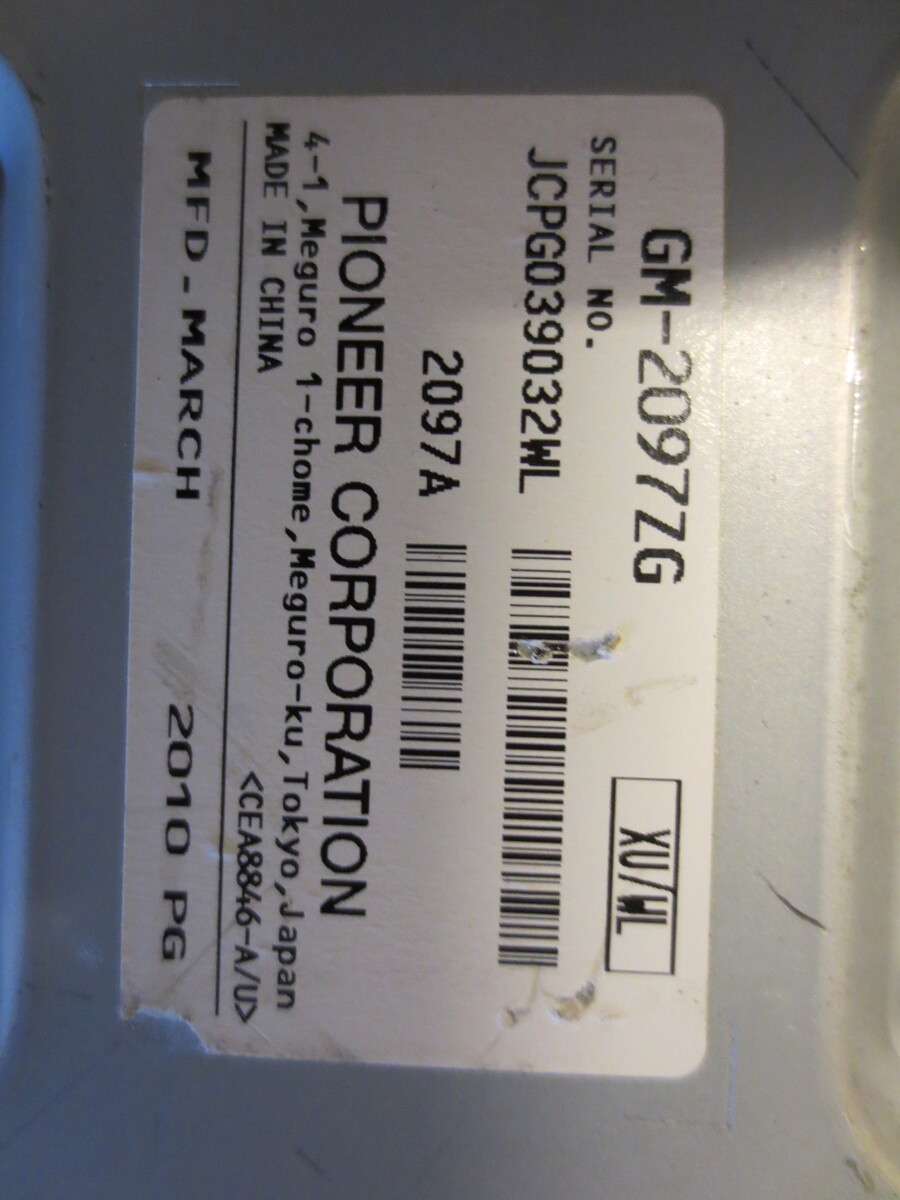 GM-2097ZG
XU/WL
SERIAL NO.
JCPG039032WL
2097A
PIONEER CORPORATION
4-1,Meguro 1-chome,Meguro-ku,Tokyo,Japan
MADE IN CHINA
<CEA8846-A/U>
MFD-MARCH 2010 PG